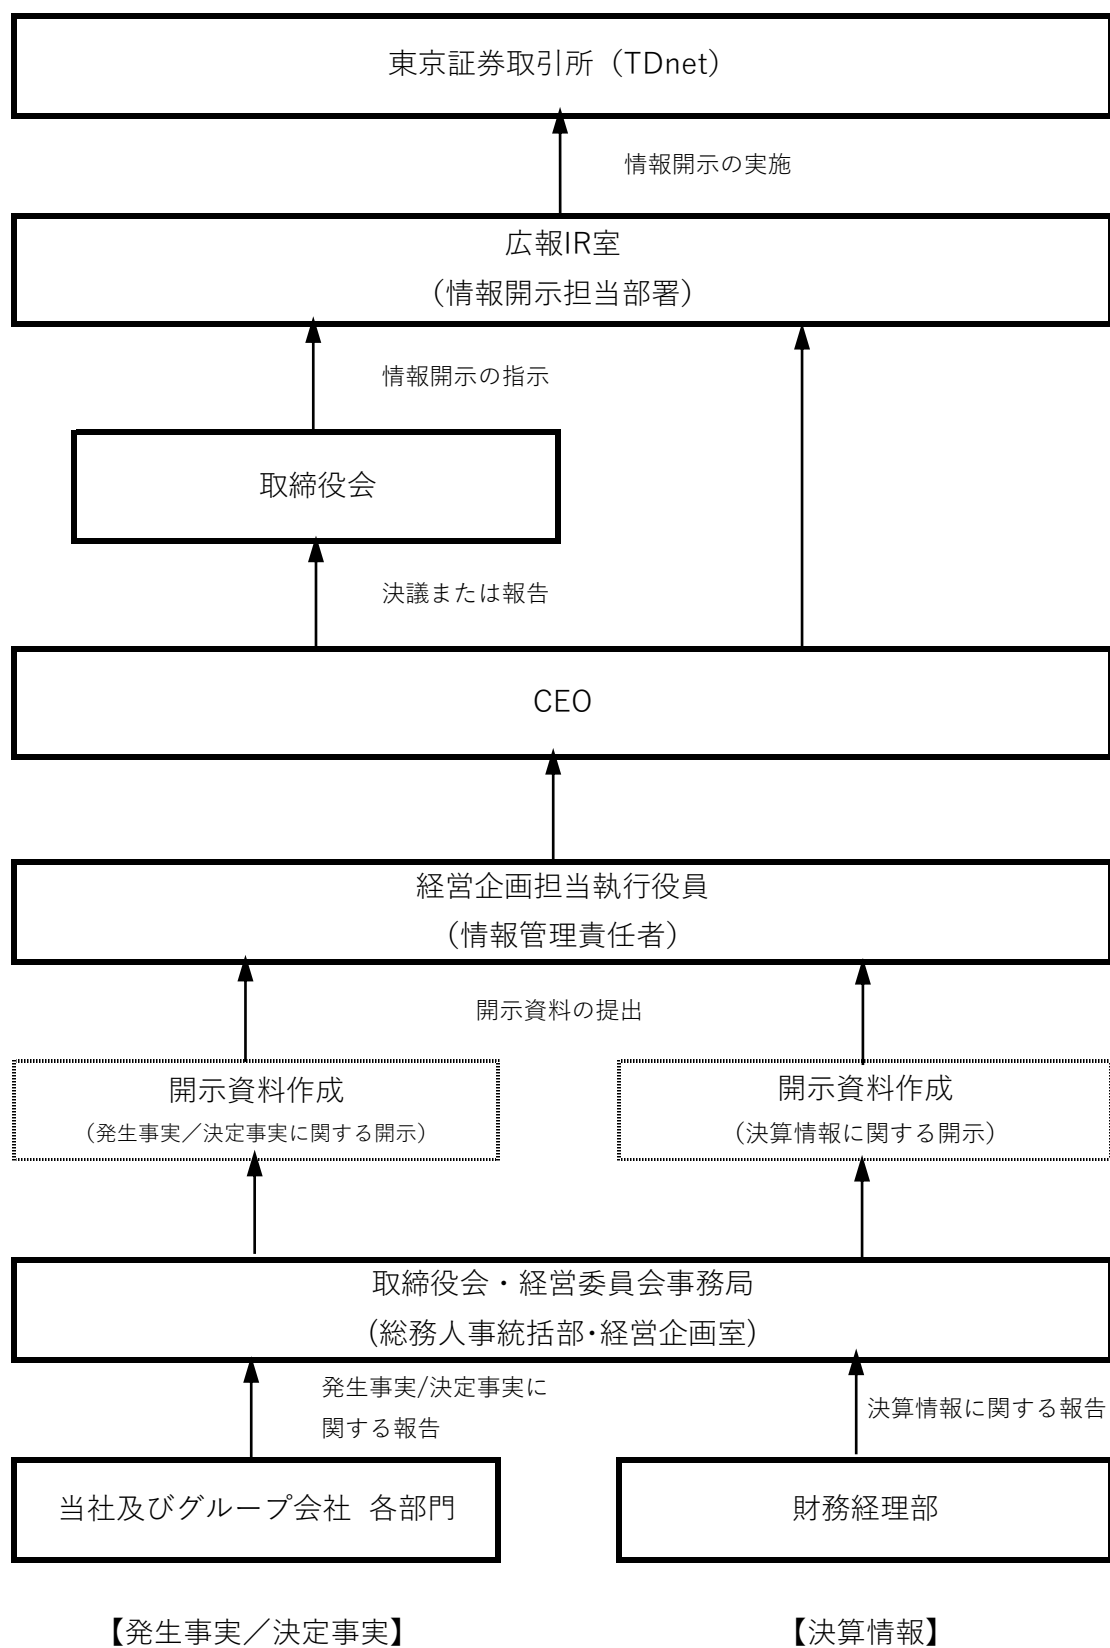 東京証券取引所（TDnet）
情報開示の実施
広報IR室
（情報開示担当部署）
情報開示の指示
取締役会
決議または報告
CEO
経営企画担当執行役員
（情報管理責任者）
開示資料の提出
開示資料作成
（発生事実／決定事実に関する開示）
開示資料作成
（決算情報に関する開示）
取締役会・経営委員会事務局
（総務人事統括部・経営企画室）
発生事実/決定事実に
関する報告
決算情報に関する報告
当社及びグループ会社 各部門
財務経理部
【発生事実／決定事実】
【決算情報】